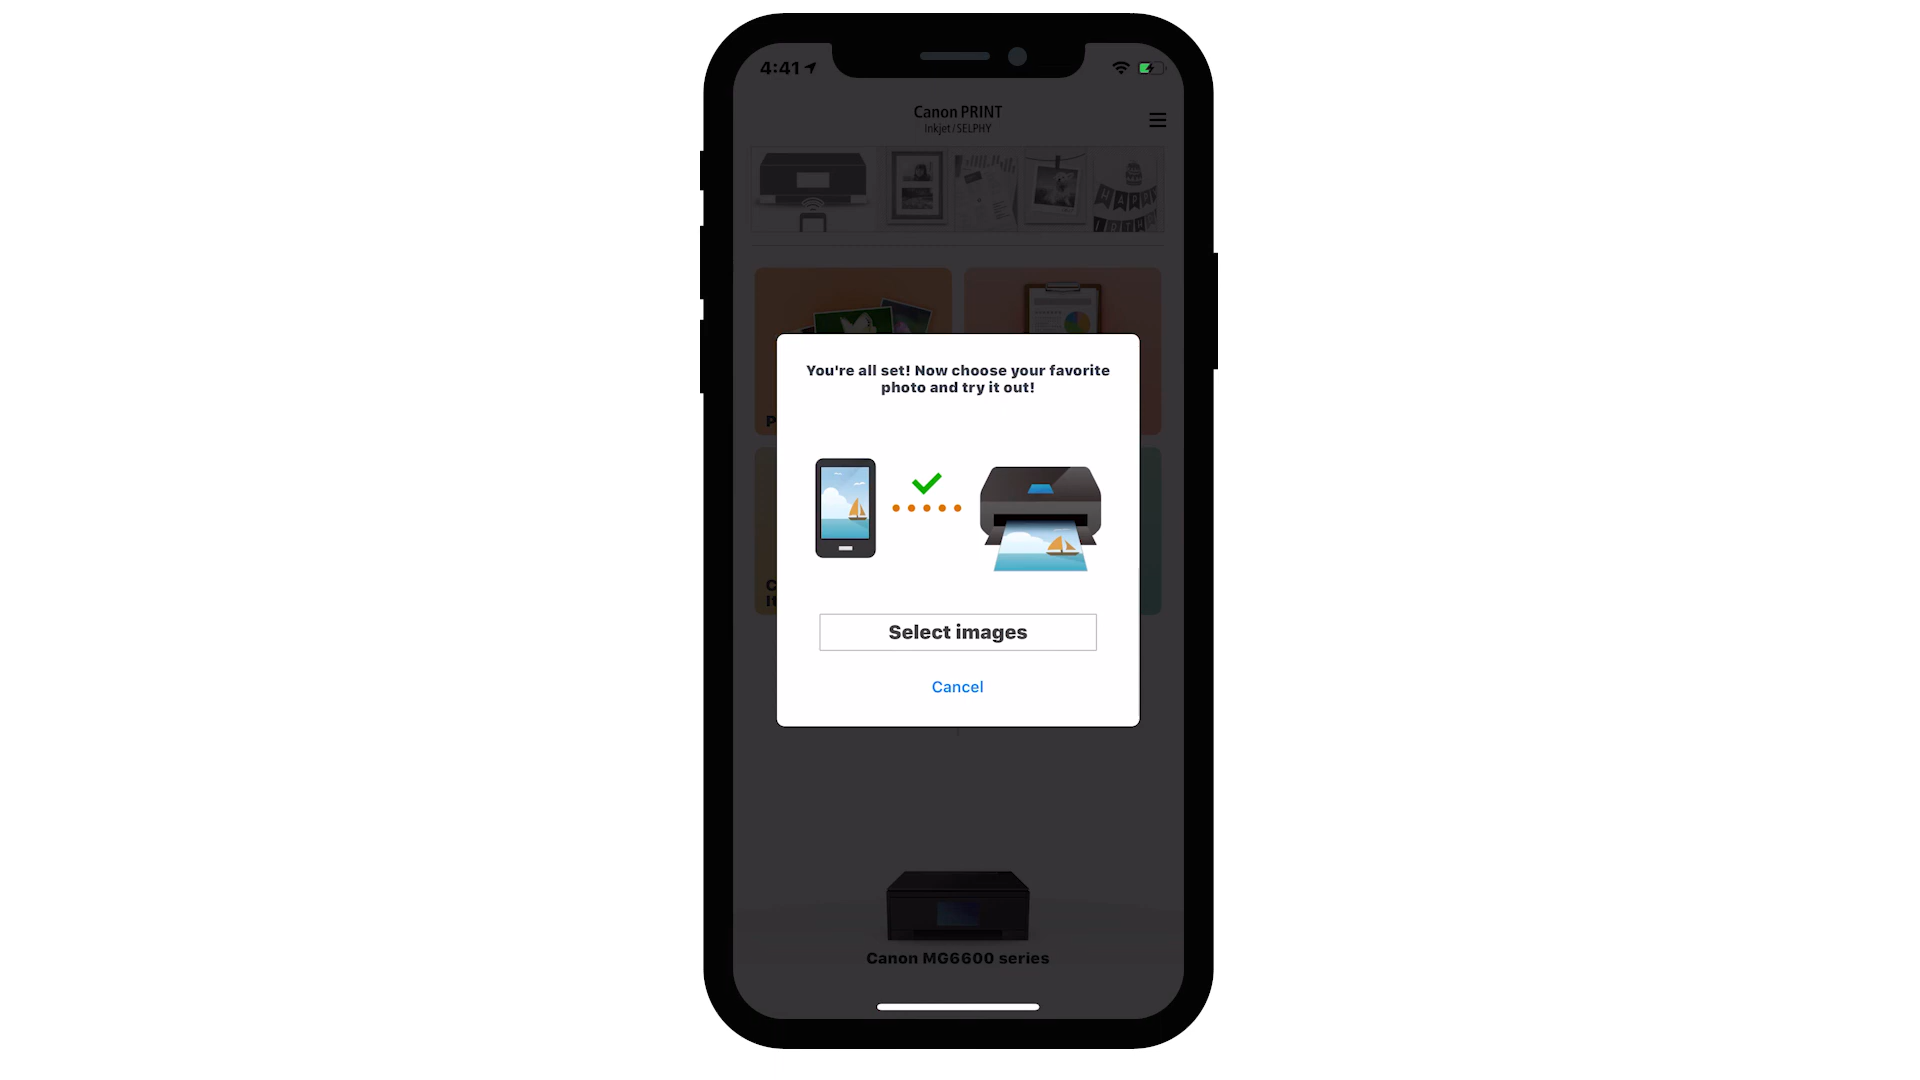 4:41
Canon PRINT
Inkjet/SELPHY
HAPPY
You're all set! Now choose your favorite
photo and try it out!
Select images
Cancel
Canon MG6600 series